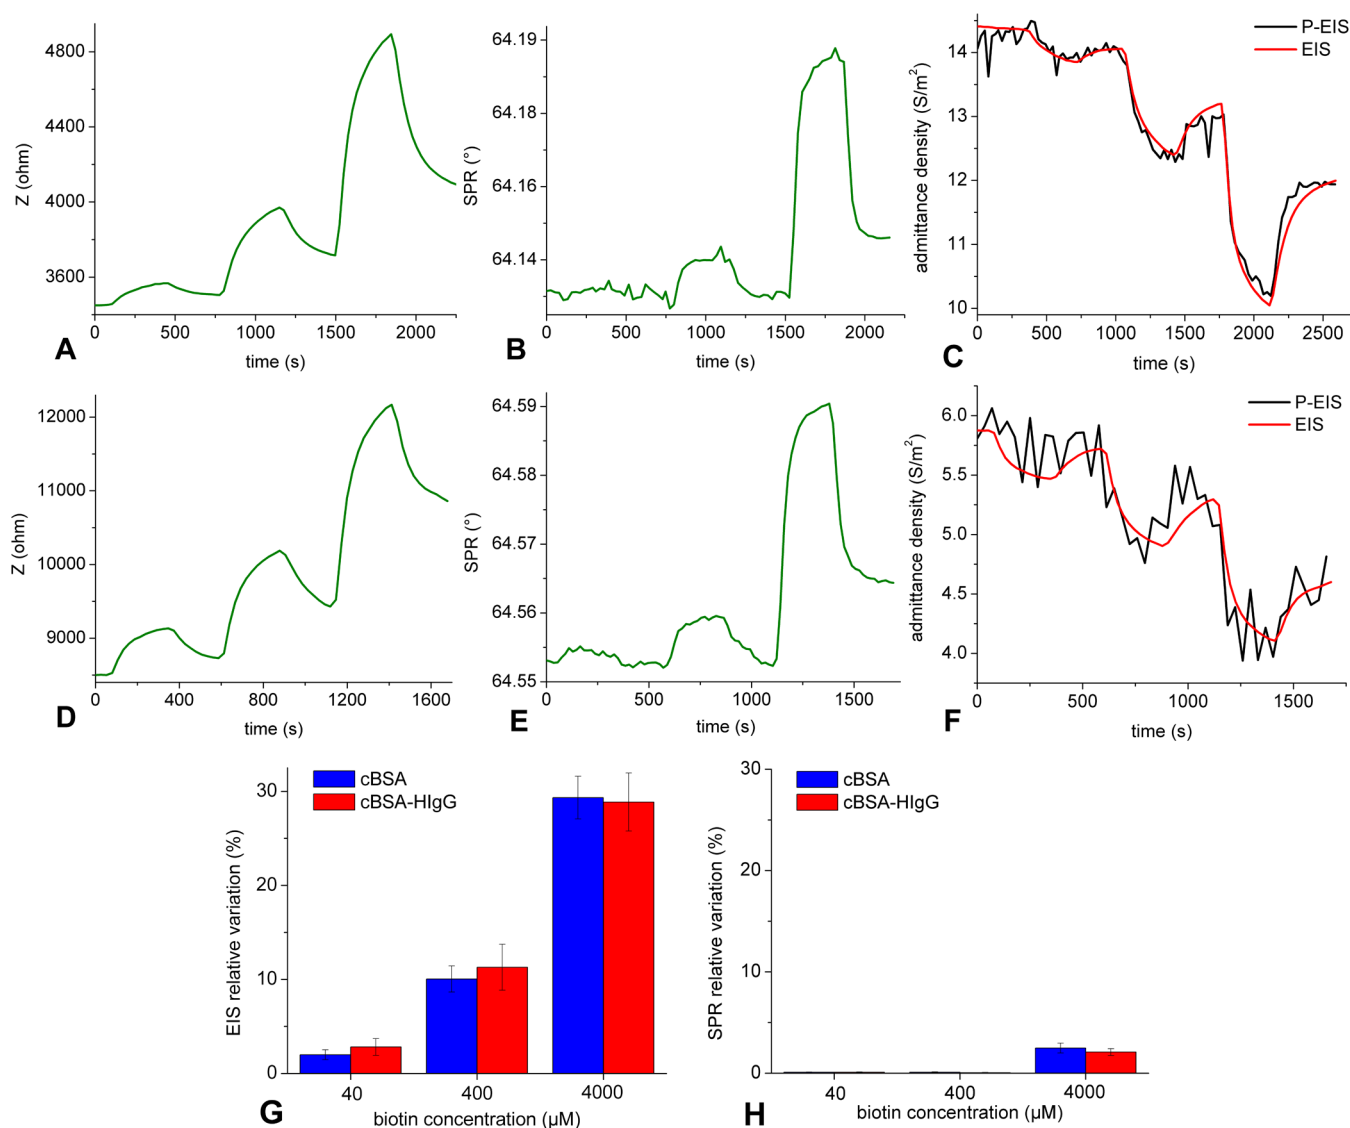 4800
4400
4000
3600
Z (ohm)
0 500 1000 1500 2000
time (s)
A
64.19
64.18
64.16
64.15
64.14
SPR (°)
0 500 1000 1500 2000
time (s)
B
14
13
12
11
10
admittance density (S/m²)
P-EIS
EIS
0 500 1000 1500 2000 2500
time (s)
C
12000
11000
10000
9000
Z (ohm)
0 400 800 1200 1600
time (s)
D
64.59
64.58
64.57
64.56
64.55
SPR (°)
0 500 1000 1500
time (s)
E
6.0
5.5
5.0
4.5
4.0
admittance density (S/m²)
P-EIS
EIS
0 500 1000 1500
time (s)
F
30
20
10
0
EIS relative variation (%)
cBSA
cBSA-HIgG
40 400 4000
biotin concentration (µM)
G
30
20
10
0
SPR relative variation (%)
cBSA
cBSA-HIgG
40 400 4000
biotin concentration (µM)
H